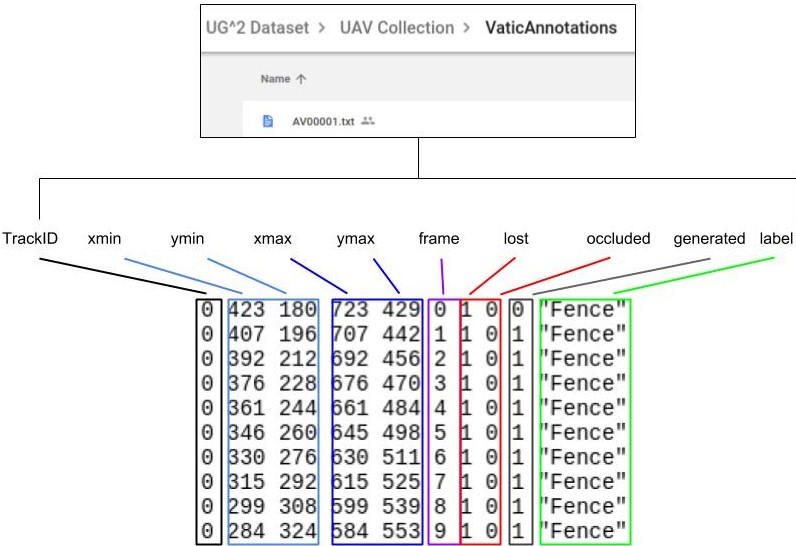 UG^2 Dataset > UAV Collection > VaticAnnotations
Name ↑
AV00001.txt
TrackID xmin ymin xmax ymax frame lost occluded generated label
0 423 180 723 429 0 1 0 0 "Fence"
0 407 196 707 442 1 1 0 1 "Fence"
0 392 212 692 456 2 1 0 1 "Fence"
0 376 228 676 470 3 1 0 1 "Fence"
0 361 244 661 484 4 1 0 1 "Fence"
0 346 260 645 498 5 1 0 1 "Fence"
0 330 276 630 511 6 1 0 1 "Fence"
0 315 292 615 525 7 1 0 1 "Fence"
0 299 308 599 539 8 1 0 1 "Fence"
0 284 324 584 553 9 1 0 1 "Fence"